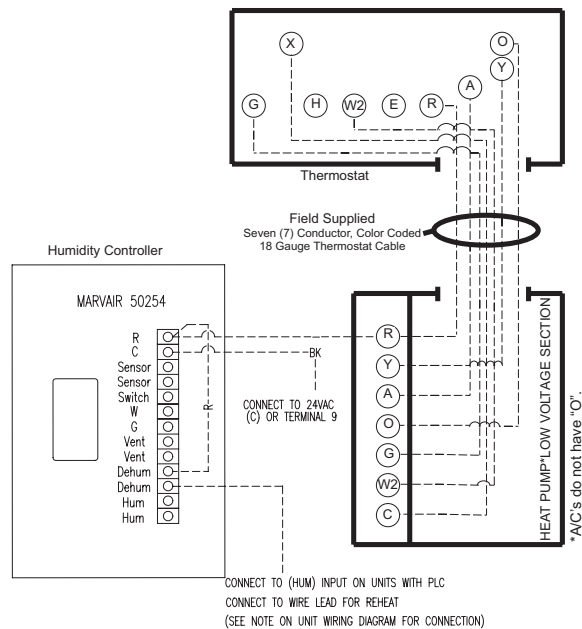 X
O
Y
A
G
H
W2
E
R
Thermostat
Field Supplied
Seven (7) Conductor, Color Coded
18 Gauge Thermostat Cable
Humidity Controller
MARVAIR 50254
R
C
Sensor
Sensor
Switch
W
G
Vent
Vent
Dehum
Dehum
Hum
Hum
R
BK
CONNECT TO 24VAC
(C) OR TERMINAL 9
R
Y
A
O
G
W2
C
HEAT PUMP*LOW VOLTAGE SECTION
*A/C's do not have "O".
CONNECT TO (HUM) INPUT ON UNITS WITH PLC
CONNECT TO WIRE LEAD FOR REHEAT
(SEE NOTE ON UNIT WIRING DIAGRAM FOR CONNECTION)